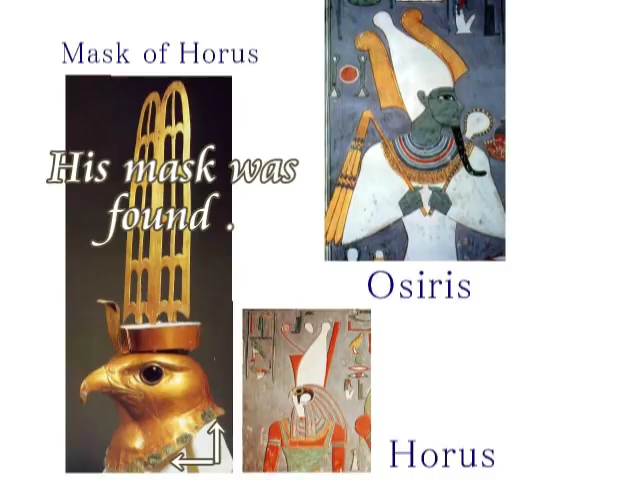 Mask of Horus
His mask was
found .
Osiris
Horus